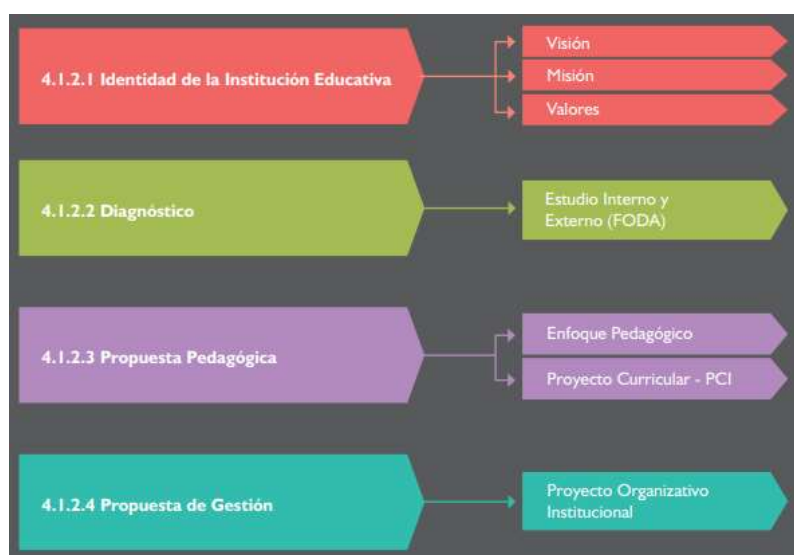 4.1.2.1 Identidad de la Institución Educativa
Visión
Misión
Valores
4.1.2.2 Diagnóstico
Estudio Interno y
Externo (FODA)
4.1.2.3 Propuesta Pedagógica
Enfoque Pedagógico
Proyecto Curricular - PCI
4.1.2.4 Propuesta de Gestión
Proyecto Organizativo
Institucional